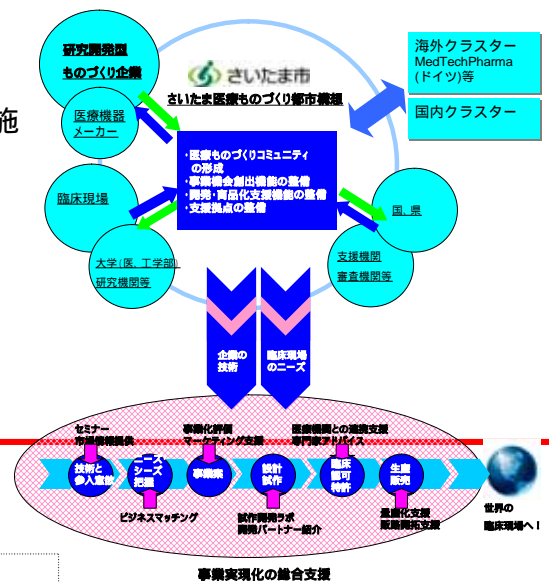 施
研究開発型
ものづくり企業
医療機器
メーカー
臨床現場
大学(医、工学部)
研究機関等
さいたま市
さいたま医療ものづくり都市構想
・医療ものづくりコミュニティ
の形成
・事業機会創出機能の整備
・開発・商品化支援機能の整備
・支援拠点の整備
海外クラスター
MedTechPharma
(ドイツ)等
国内クラスター
国、県
支援機関
審査機関等
企業の
技術
臨床現場
のニーズ
セミナー
市場情報提供
事業化評価
マーケティング支援
医療機関との連携支援
専門家アドバイス
技術と
参入意欲
ニーズ
シーズ
把握
事業案
設計
試作
臨床
認可
特許
生産
販売
ビジネスマッチング
試作開発ラボ
開発パートナー紹介
量産化支援
販路開拓支援
世界の
臨床現場へ!
事業実現化の総合支援